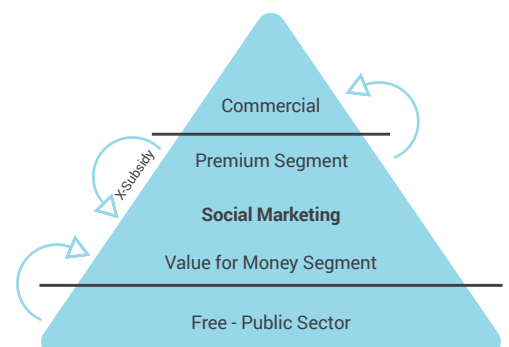 Commercial
X-Subsidy
Premium Segment
Social Marketing
Value for Money Segment
Free - Public Sector